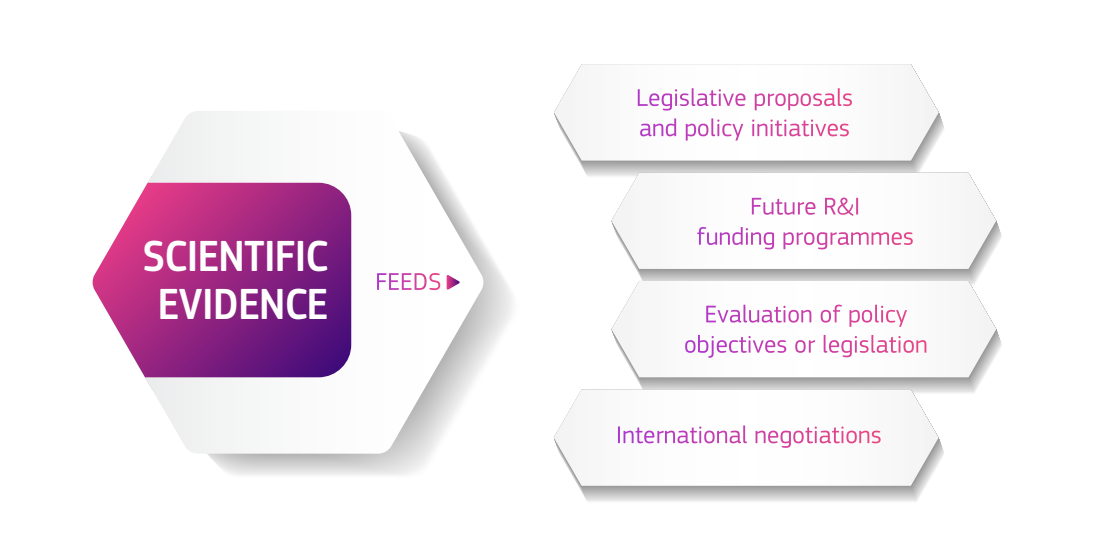 SCIENTIFIC
EVIDENCE
FEEDS
Legislative proposals
and policy initiatives
Future R&I
funding programmes
Evaluation of policy
objectives or legislation
International negotiations